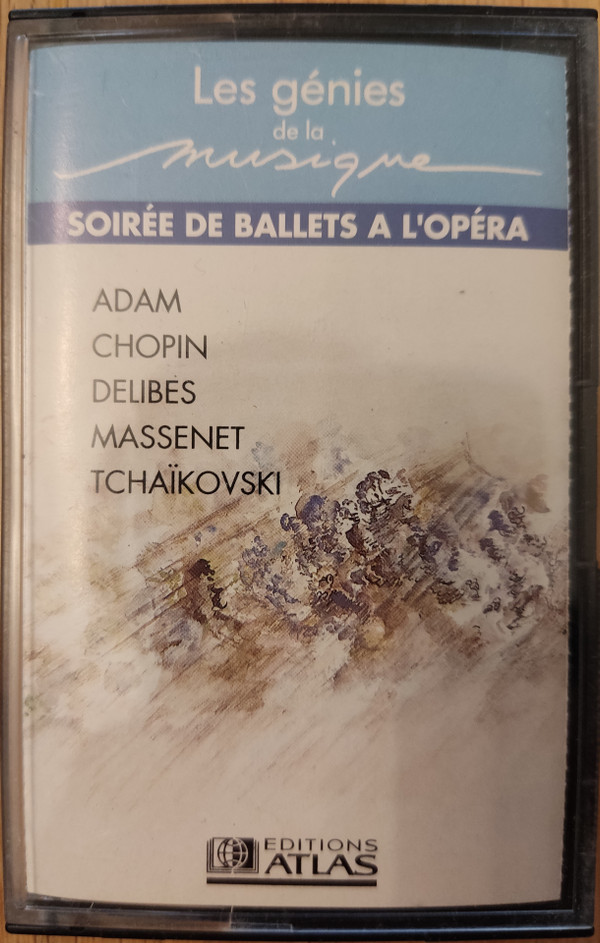 Les génies
de la
musique
SOIRÉE DE BALLETS A L'OPÉRA
ADAM
CHOPIN
DELIBES
MASSENET
TCHAÏKOVSKI
EDITIONS
ATLAS